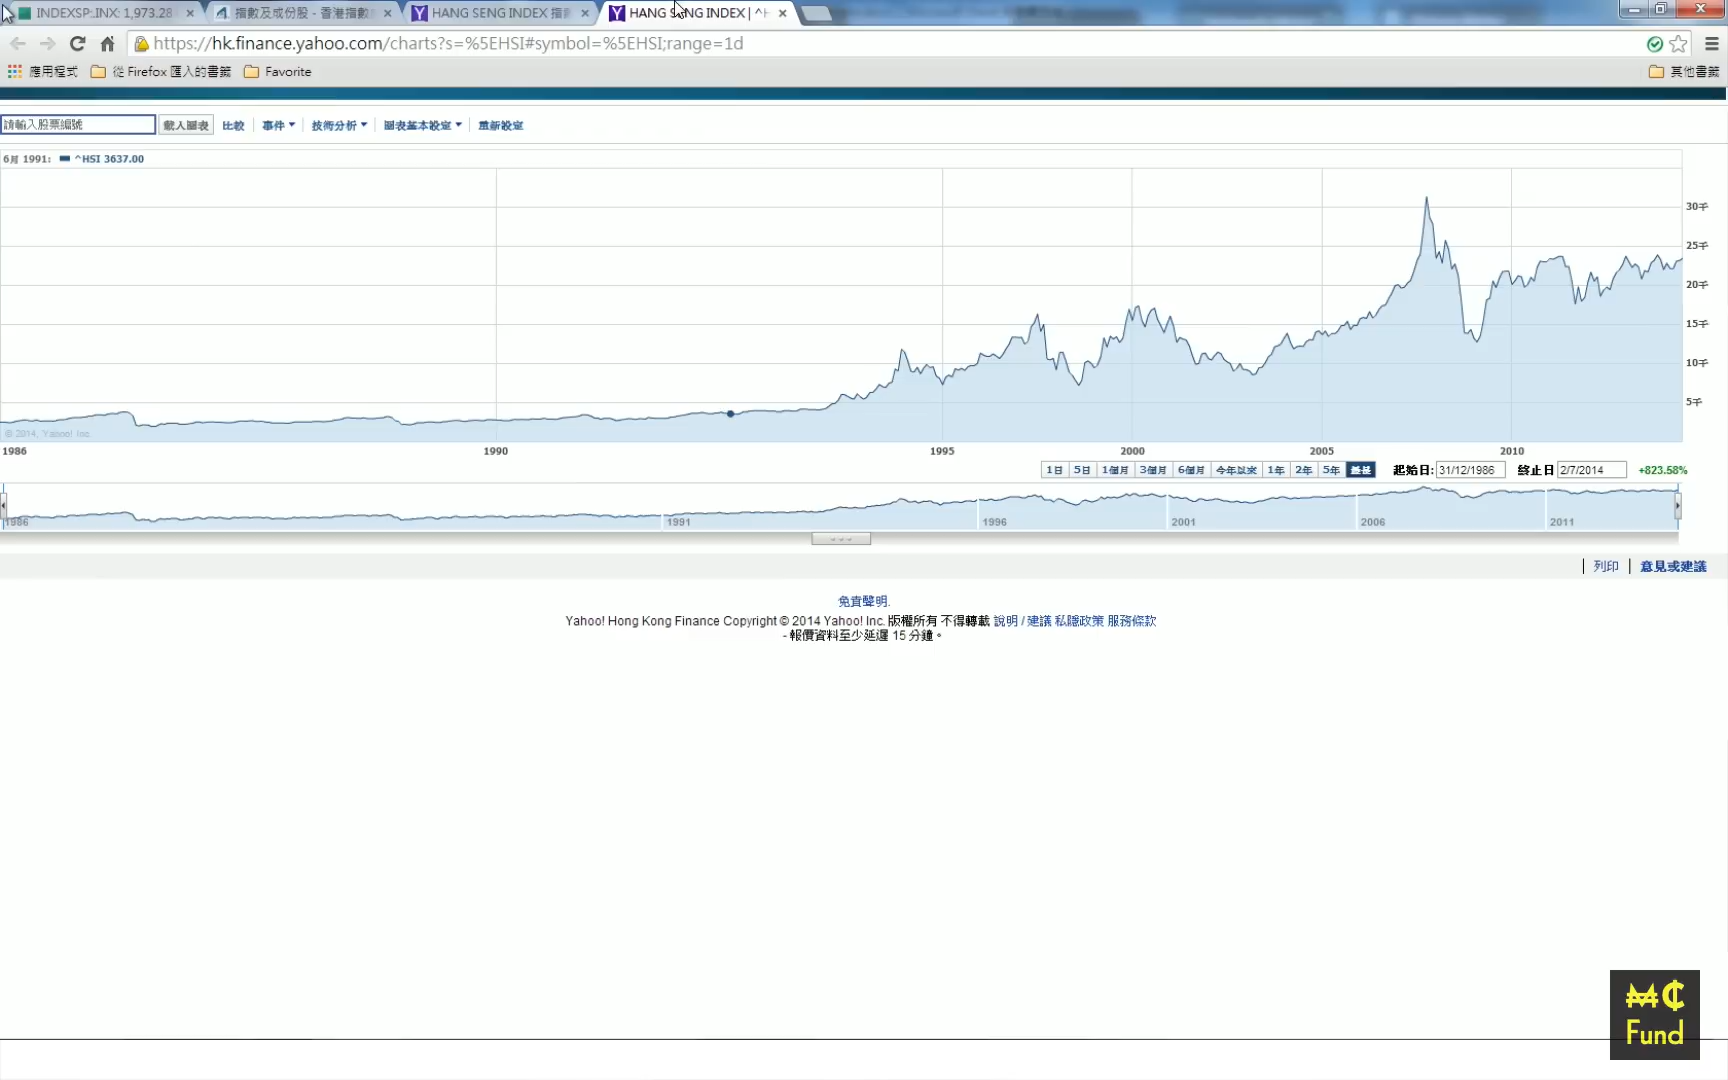 INDEXSP:.INX: 1,973.28
指數及成份股 - 香港指數
HANG SENG INDEX 指
HANG SENG INDEX | ^H
https://hk.finance.yahoo.com/charts?s=%5EHSI#symbol=%5EHSI;range=1d
應用程式 從 Firefox 匯入的書籤 Favorite 其他書籤
請輸入股票編號 載入圖表 比較 事件 技術分析 圖表基本設定 重新設定
6月 1991: ^HSI 3637.00
30千
25千
20千
15千
10千
5千
© 2014, Yahoo! Inc.
1986 1990 1995 2000 2005 2010
1日 5日 1個月 3個月 6個月 今年以來 1年 2年 5年 最長 起始日: 31/12/1986 終止日 2/7/2014 +823.58%
1986 1991 1996 2001 2006 2011
列印 意見或建議
免責聲明.
Yahoo! Hong Kong Finance Copyright © 2014 Yahoo! Inc. 版權所有 不得轉載 說明 / 建議 私隱政策 服務條款
- 報價資料至少延遲 15 分鐘。
M₵
Fund